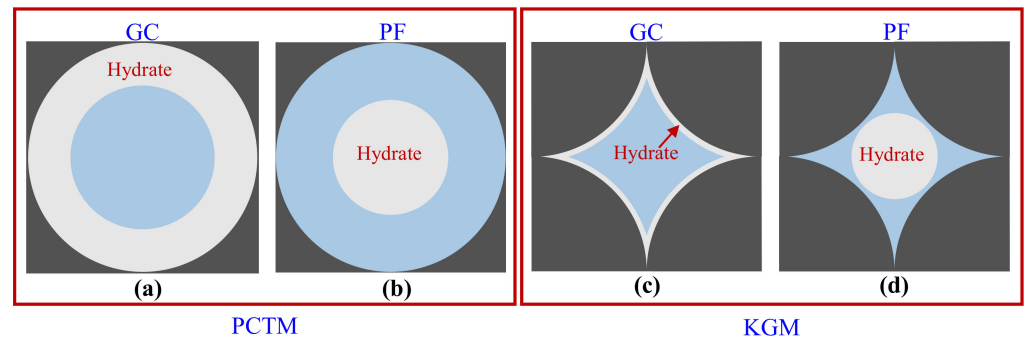 GC
PF
GC
PF
Hydrate
Hydrate
Hydrate
Hydrate
(a)
(b)
(c)
(d)
PCTM
KGM